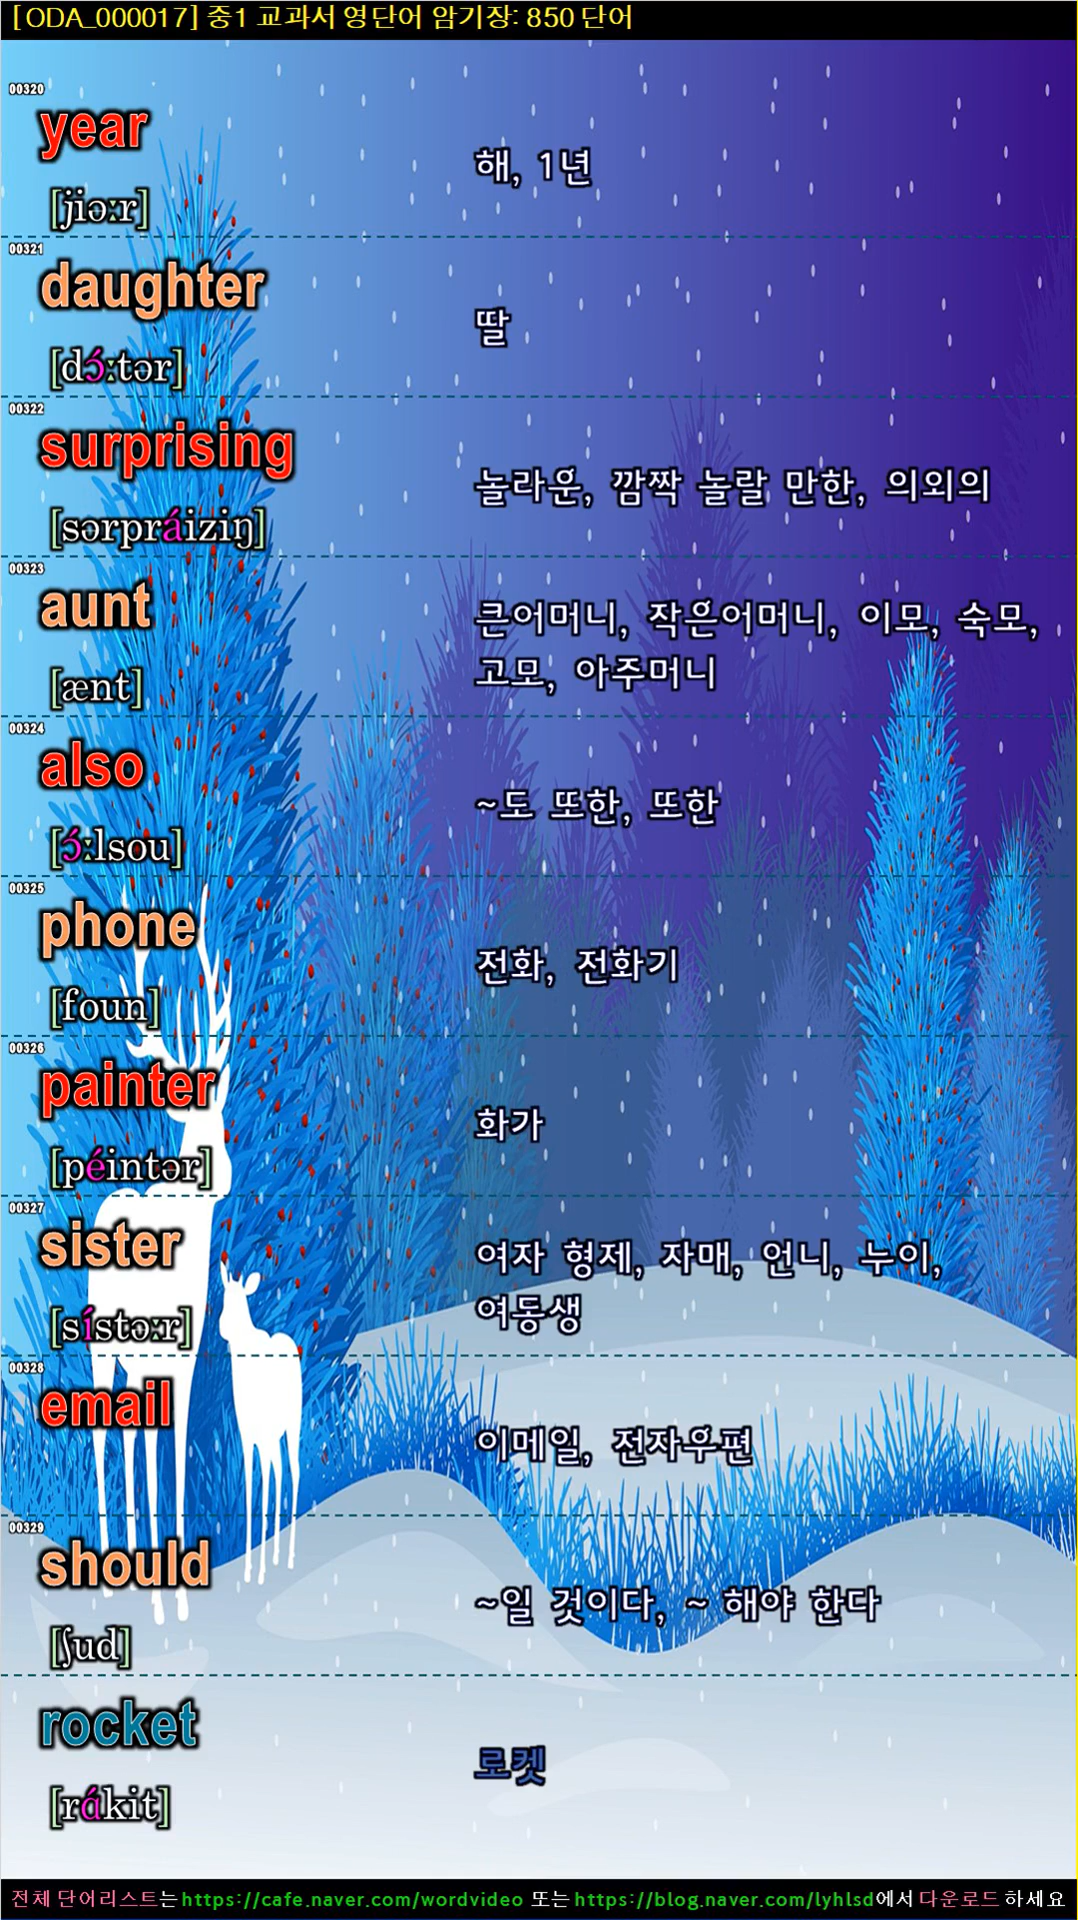 [ODA_000017] 중1 교과서 영단어 암기장: 850 단어
00320
year
해, 1년
[jiəːr]
00321
daughter
딸
[dɔ́ːtər]
00322
surprising
놀라운, 깜짝 놀랄 만한, 의외의
[sərpráiziŋ]
00323
aunt
큰어머니, 작은어머니, 이모, 숙모,
고모, 아주머니
[ænt]
00324
also
~도 또한, 또한
[ɔ́ːlsou]
00325
phone
전화, 전화기
[foun]
00326
painter
화가
[péintər]
00327
sister
여자 형제, 자매, 언니, 누이,
여동생
[sístəːr]
00328
email
이메일, 전자우편
00329
should
~일 것이다, ~ 해야 한다
[ʃud]
rocket
로켓
[rákit]
전체 단어리스트는 https://cafe.naver.com/wordvideo 또는 https://blog.naver.com/lyhlsd에서 다운로드 하세요